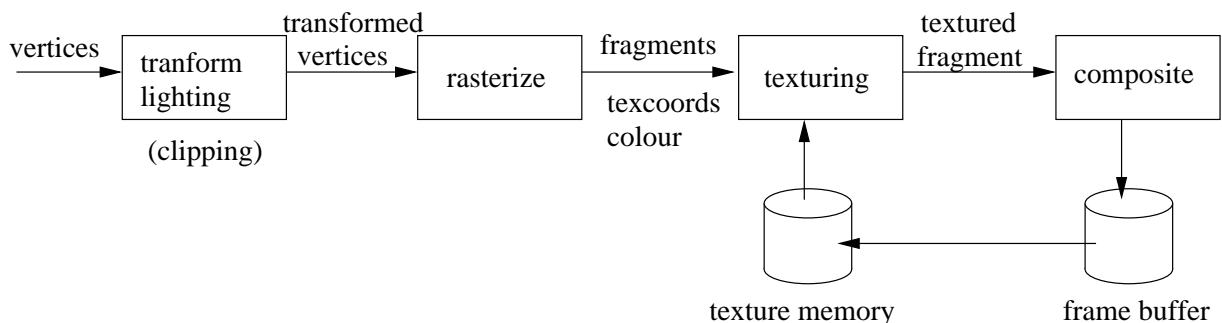 vertices
tranform
lighting
(clipping)
transformed
vertices
rasterize
fragments
texcoords
colour
texturing
textured
fragment
composite
texture memory
frame buffer